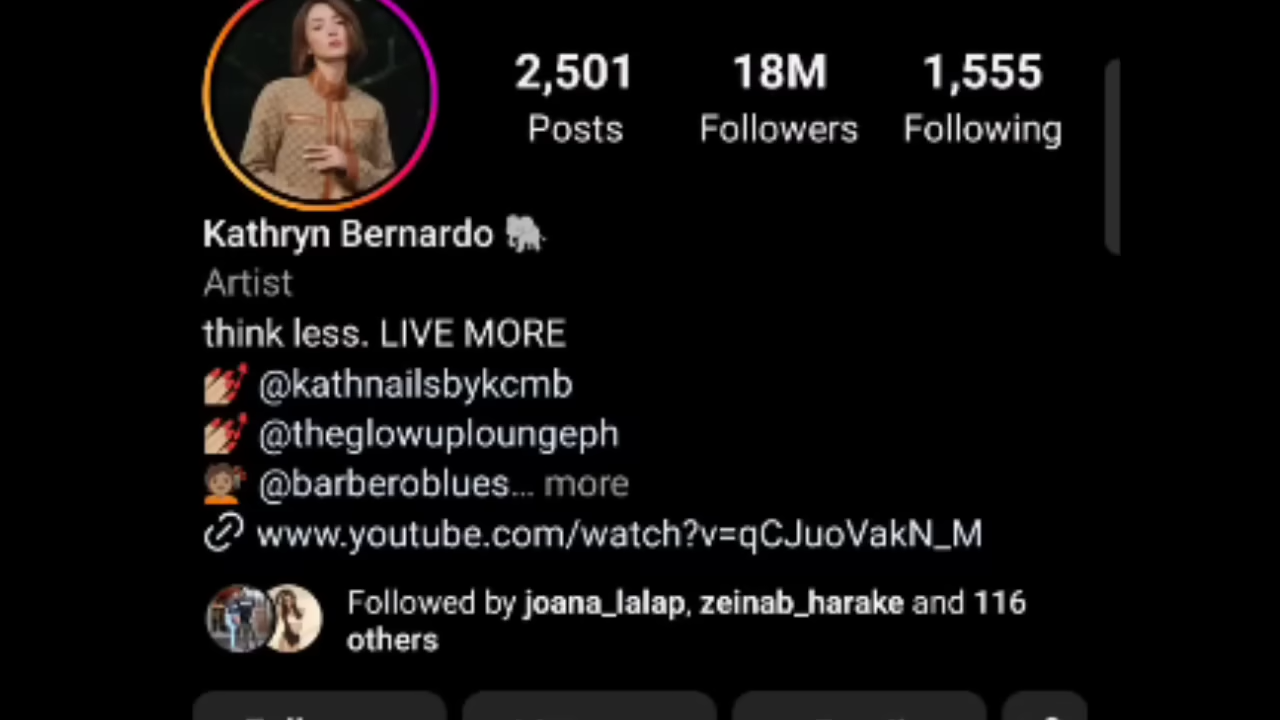 2,501 18M 1,555
Posts Followers Following
Kathryn Bernardo 🐘
Artist
think less. LIVE MORE
💅🏼 @kathnailsbykcmb
💅🏼 @theglowuploungeph
💇🏽‍♀️ @barberoblues... more
www.youtube.com/watch?v=qCJuoVakN_M
Followed by joana_lalap, zeinab_harake and 116
others